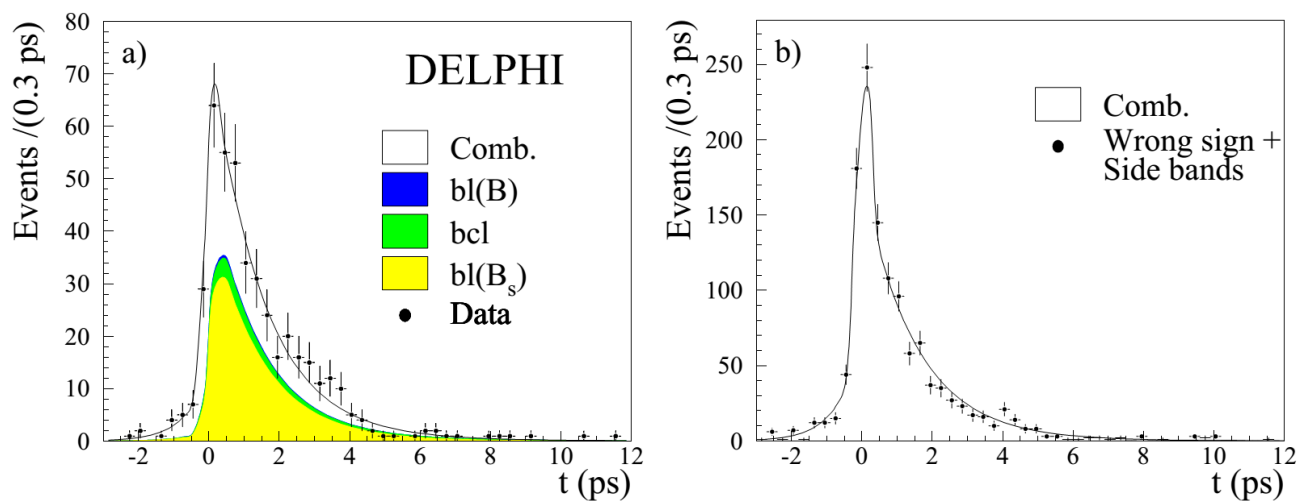 a)
DELPHI
Comb.
bl(B)
bcl
bl(Bs)
Data
Events /(0.3 ps)
80
70
60
50
40
30
20
10
0
-2 0 2 4 6 8 10 12
t (ps)
b)
Comb.
Wrong sign +
Side bands
Events /(0.3 ps)
250
200
150
100
50
0
-2 0 2 4 6 8 10 12
t (ps)